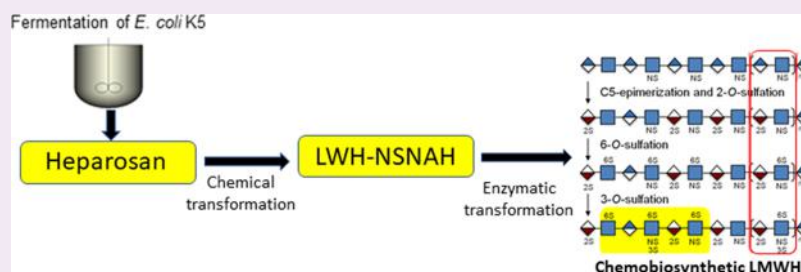 Fermentation of E. coli K5
Heparosan
Chemical
transformation
LWH-NSNAH
Enzymatic
transformation
NS NS NS NS
C5-epimerization and 2-O-sulfation
2S NS 2S NS 2S NS 2S NS
6-O-sulfation
6S 6S 6S 6S
2S NS 2S NS 2S NS 2S NS
3-O-sulfation
6S 6S 6S 6S
2S NS 2S NS 2S NS 2S NS
3S 3S
Chemobiosynthetic LMWH